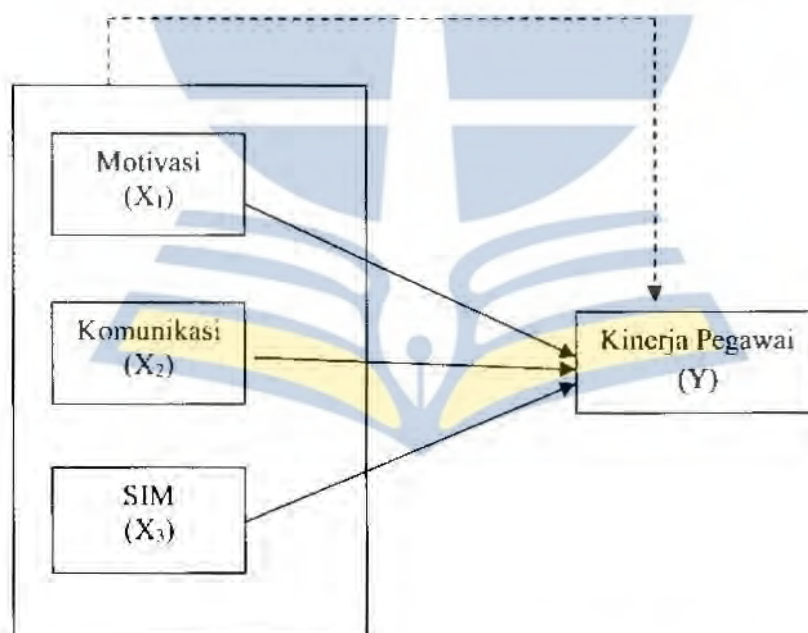 Motivasi
(X₁)
Komunikasi
(X₂)
SIM
(X₃)
Kinerja Pegawai
(Y)